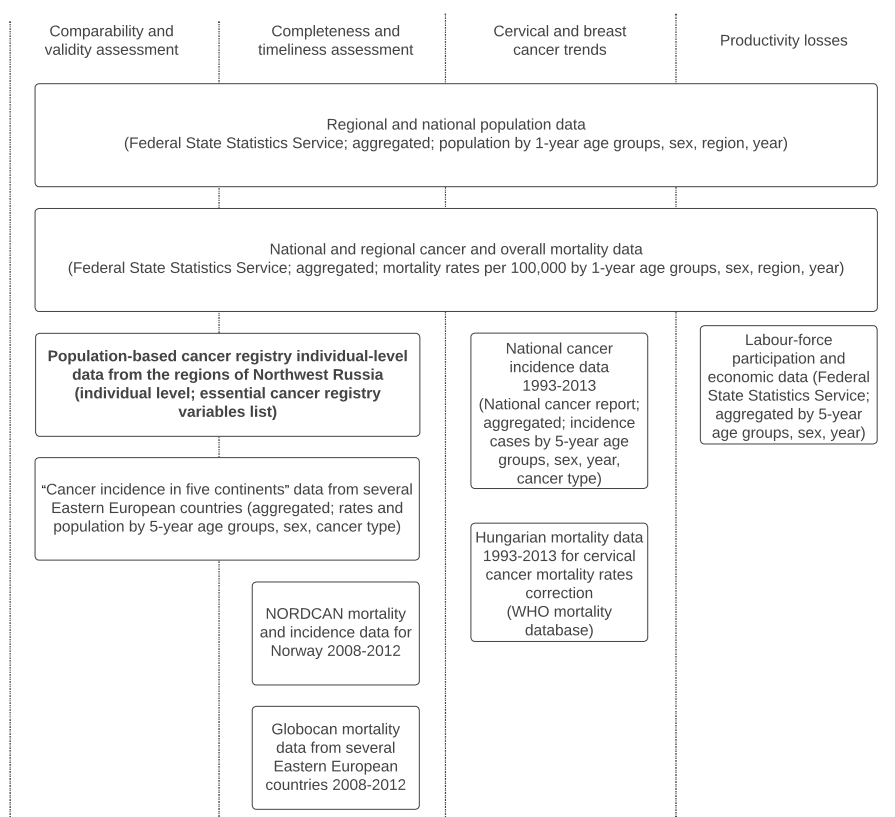 Comparability and
validity assessment
Completeness and
timeliness assessment
Cervical and breast
cancer trends
Productivity losses
Regional and national population data
(Federal State Statistics Service; aggregated; population by 1-year age groups, sex, region, year)
National and regional cancer and overall mortality data
(Federal State Statistics Service; aggregated; mortality rates per 100,000 by 1-year age groups, sex, region, year)
Population-based cancer registry individual-level
data from the regions of Northwest Russia
(individual level; essential cancer registry
variables list)
National cancer
incidence data
1993-2013
(National cancer report;
aggregated; incidence
cases by 5-year age
groups, sex, year,
cancer type)
Labour-force
participation and
economic data (Federal
State Statistics Service;
aggregated by 5-year
age groups, sex, year)
“Cancer incidence in five continents” data from several
Eastern European countries (aggregated; rates and
population by 5-year age groups, sex, cancer type)
Hungarian mortality data
1993-2013 for cervical
cancer mortality rates
correction
(WHO mortality
database)
NORDCAN mortality
and incidence data for
Norway 2008-2012
Globocan mortality
data from several
Eastern European
countries 2008-2012